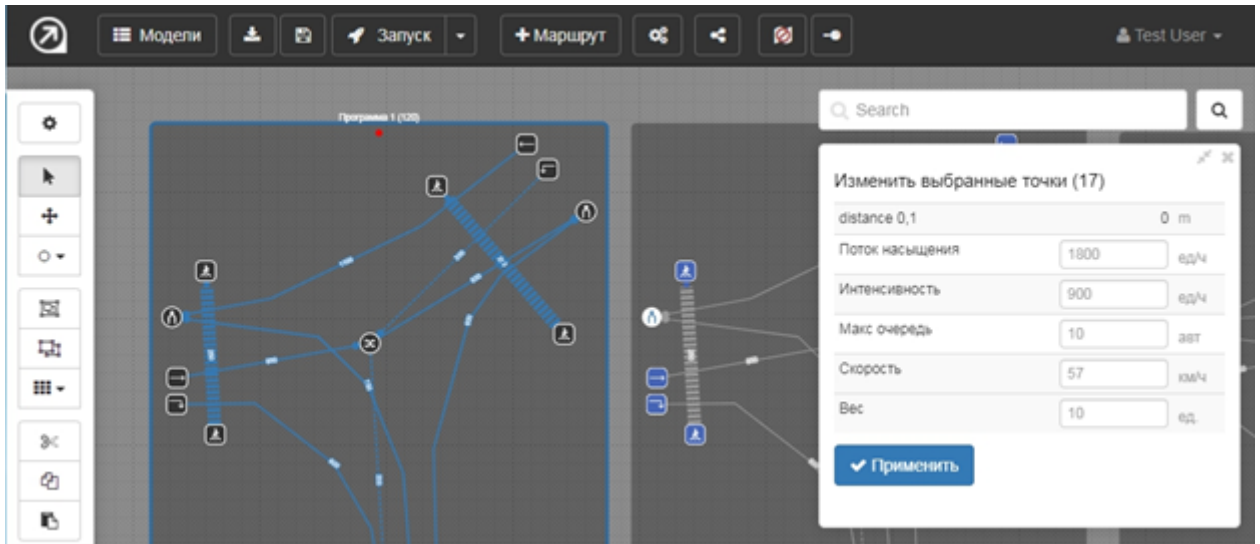 Модели
Запуск
Маршрут
Test User
Search
Программа 1 (120)
Изменить выбранные точки (17)
distance 0,1 0 m
Поток насыщения 1800 ед/ч
Интенсивность 900 ед/ч
Макс очередь 10 авт
Скорость 57 км/ч
Вес 10 ед.
Применить